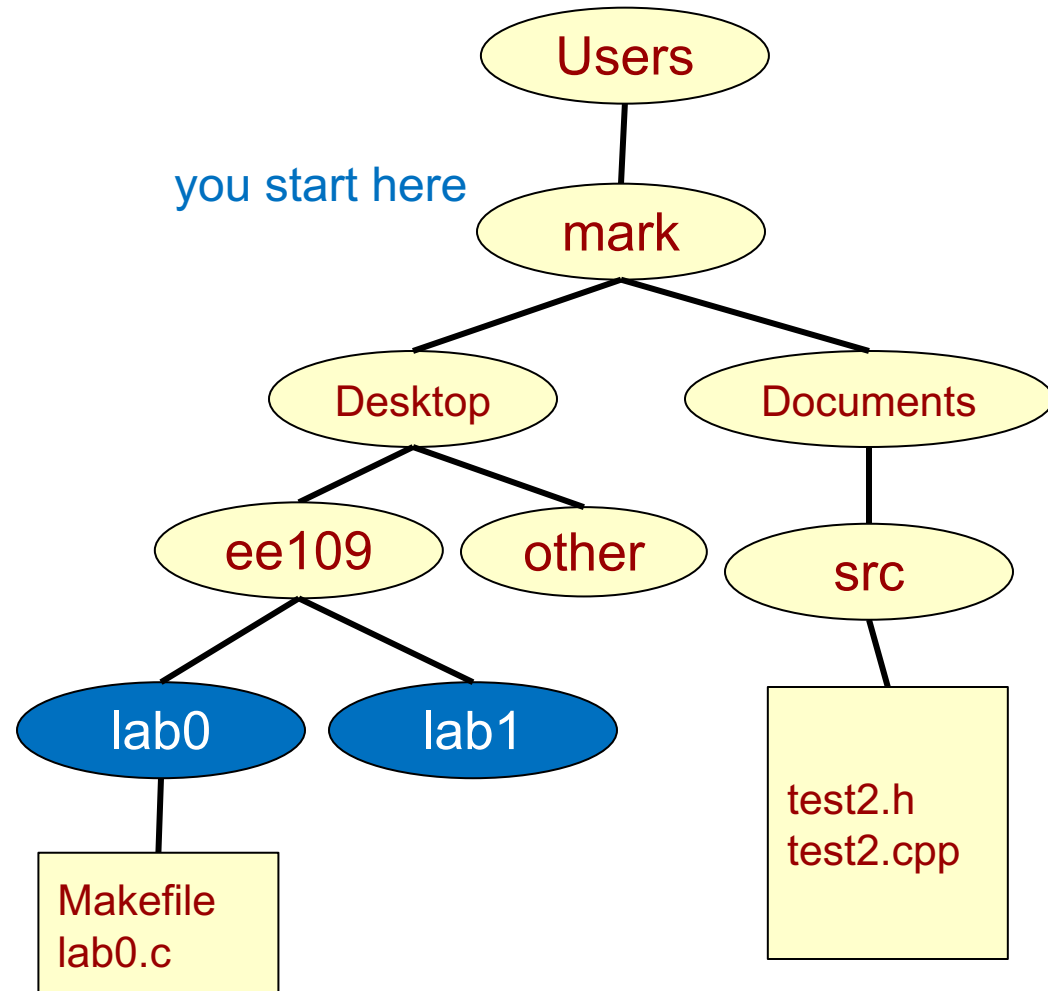 Users
you start here
mark
Desktop
Documents
ee109
other
src
lab0
lab1
test2.h
test2.cpp
Makefile
lab0.c